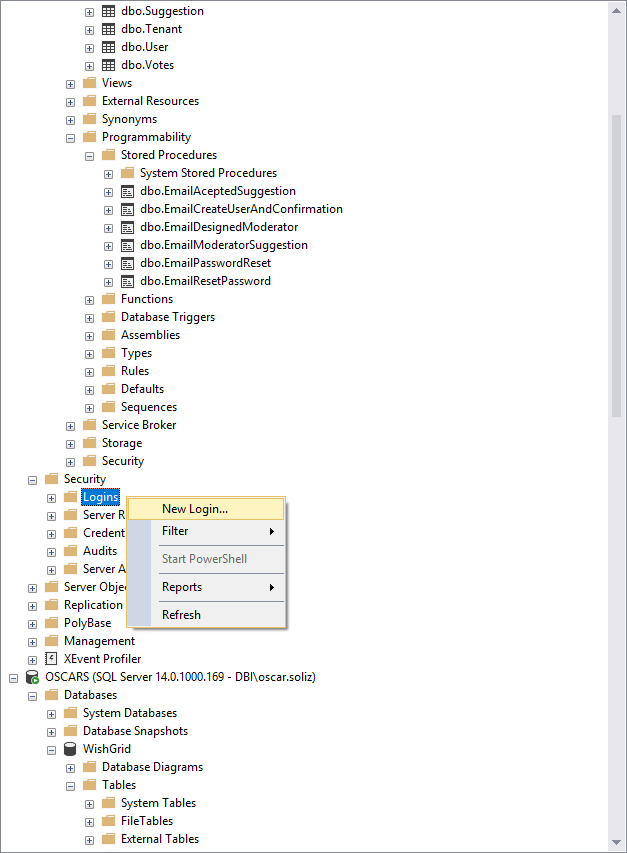 dbo.Suggestion
dbo.Tenant
dbo.User
dbo.Votes
Views
External Resources
Synonyms
Programmability
Stored Procedures
System Stored Procedures
dbo.EmailAceptedSuggestion
dbo.EmailCreateUserAndConfirmation
dbo.EmailDesignedModerator
dbo.EmailModeratorSuggestion
dbo.EmailPasswordReset
dbo.EmailResetPassword
Functions
Database Triggers
Assemblies
Types
Rules
Defaults
Sequences
Service Broker
Storage
Security
Security
Logins
New Login...
Server R
Filter
Credent
Audits
Start PowerShell
Server A
Server Obje
Reports
Replication
Refresh
PolyBase
Management
XEvent Profiler
OSCARS (SQL Server 14.0.1000.169 - DBI\oscar.soliz)
Databases
System Databases
Database Snapshots
WishGrid
Database Diagrams
Tables
System Tables
FileTables
External Tables